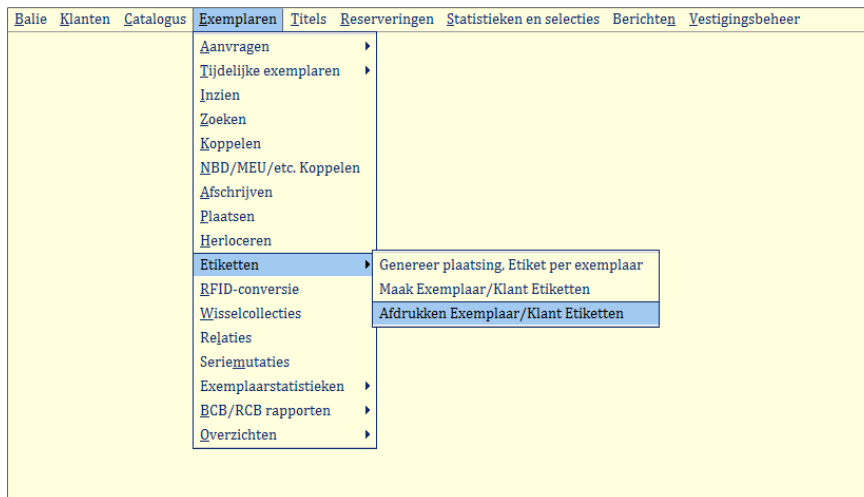 Balie Klanten Catalogus Exemplaren Titels Reserveringen Statistieken en selecties Berichten Vestigingsbeheer
Aanvragen
Tijdelijke exemplaren
Inzien
Zoeken
Koppelen
NBD/MEU/etc. Koppelen
Afschrijven
Plaatsen
Herloceren
Etiketten
Genereer plaatsing, Etiket per exemplaar
Maak Exemplaar/Klant Etiketten
Afdrukken Exemplaar/Klant Etiketten
RFID-conversie
Wisselcollecties
Relaties
Seriemutaties
Exemplaarstatistieken
BCB/RCB rapporten
Overzichten